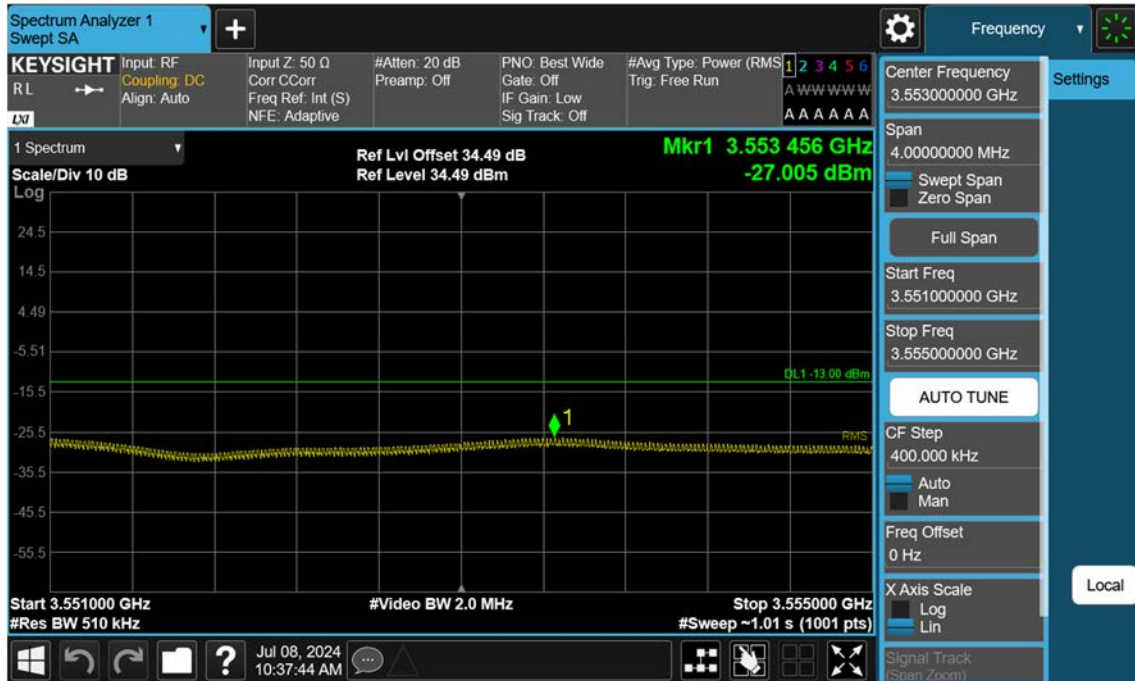 Spectrum Analyzer 1
Swept SA
Frequency
KEYSIGHT
RL
LXI
Input: RF
Coupling: DC
Align: Auto
Input Z: 50 Ω
Corr CCorr
Freq Ref: Int (S)
NFE: Adaptive
#Atten: 20 dB
Preamp: Off
PNO: Best Wide
Gate: Off
IF Gain: Low
Sig Track: Off
#Avg Type: Power (RMS
Trig: Free Run
1 2 3 4 5 6
A W W W W W
A A A A A A
1 Spectrum
Scale/Div 10 dB
Ref Lvl Offset 34.49 dB
Ref Level 34.49 dBm
Mkr1 3.553 456 GHz
-27.005 dBm
Log
24.5
14.5
4.49
-5.51
DL1 -13.00 dBm
-15.5
1
-25.5
RMS
-35.5
-45.5
-55.5
Start 3.551000 GHz
#Video BW 2.0 MHz
Stop 3.555000 GHz
#Res BW 510 kHz
#Sweep ~1.01 s (1001 pts)
Center Frequency
3.553000000 GHz
Settings
Span
4.00000000 MHz
Swept Span
Zero Span
Full Span
Start Freq
3.551000000 GHz
Stop Freq
3.555000000 GHz
AUTO TUNE
CF Step
400.000 kHz
Auto
Man
Freq Offset
0 Hz
X Axis Scale
Log
Lin
Local
Signal Track
(Span Zoom)
?
Jul 08, 2024
10:37:44 AM